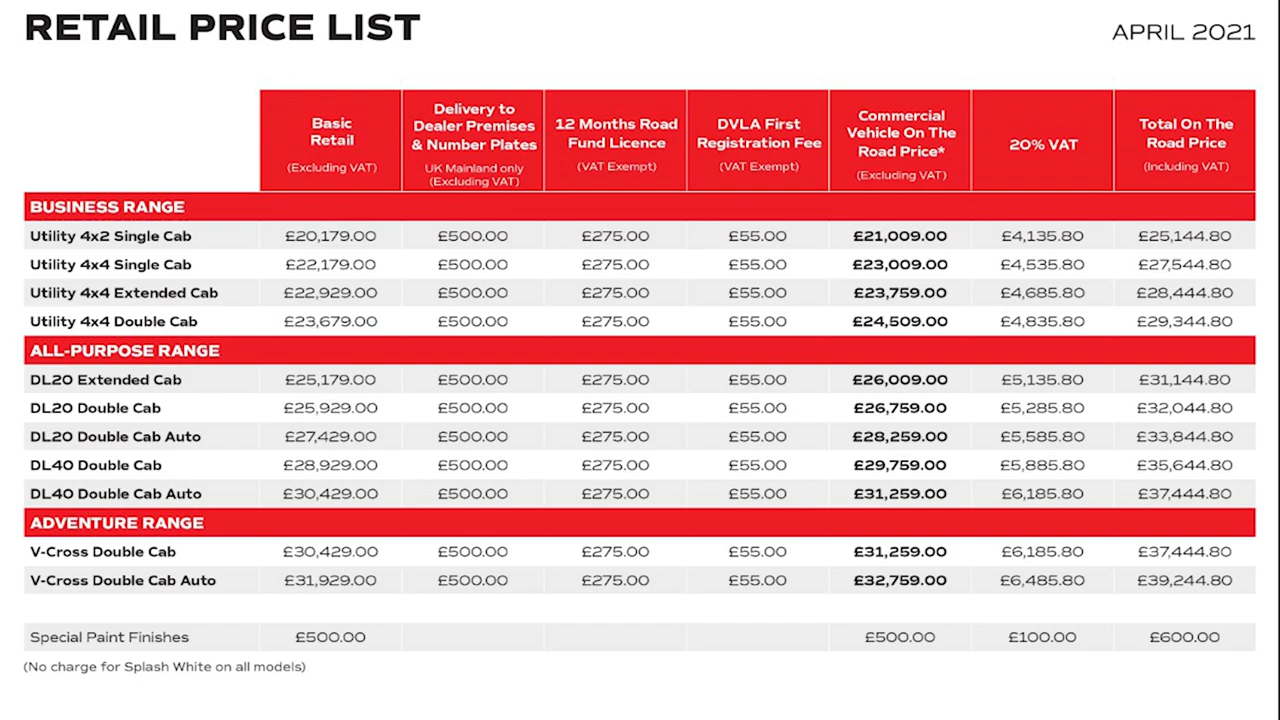 RETAIL PRICE LIST
APRIL 2021
Basic Retail (Excluding VAT) Delivery to Dealer Premises & Number Plates UK Mainland only (Excluding VAT) 12 Months Road Fund Licence (VAT Exempt) DVLA First Registration Fee (VAT Exempt) Commercial Vehicle On The Road Price* (Excluding VAT) 20% VAT Total On The Road Price (Including VAT)
BUSINESS RANGE
Utility 4x2 Single Cab £20,179.00 £500.00 £275.00 £55.00 £21,009.00 £4,135.80 £25,144.80
Utility 4x4 Single Cab £22,179.00 £500.00 £275.00 £55.00 £23,009.00 £4,535.80 £27,544.80
Utility 4x4 Extended Cab £22,929.00 £500.00 £275.00 £55.00 £23,759.00 £4,685.80 £28,444.80
Utility 4x4 Double Cab £23,679.00 £500.00 £275.00 £55.00 £24,509.00 £4,835.80 £29,344.80
ALL-PURPOSE RANGE
DL20 Extended Cab £25,179.00 £500.00 £275.00 £55.00 £26,009.00 £5,135.80 £31,144.80
DL20 Double Cab £25,929.00 £500.00 £275.00 £55.00 £26,759.00 £5,285.80 £32,044.80
DL20 Double Cab Auto £27,429.00 £500.00 £275.00 £55.00 £28,259.00 £5,585.80 £33,844.80
DL40 Double Cab £28,929.00 £500.00 £275.00 £55.00 £29,759.00 £5,885.80 £35,644.80
DL40 Double Cab Auto £30,429.00 £500.00 £275.00 £55.00 £31,259.00 £6,185.80 £37,444.80
ADVENTURE RANGE
V-Cross Double Cab £30,429.00 £500.00 £275.00 £55.00 £31,259.00 £6,185.80 £37,444.80
V-Cross Double Cab Auto £31,929.00 £500.00 £275.00 £55.00 £32,759.00 £6,485.80 £39,244.80
Special Paint Finishes £500.00 £500.00 £100.00 £600.00
(No charge for Splash White on all models)